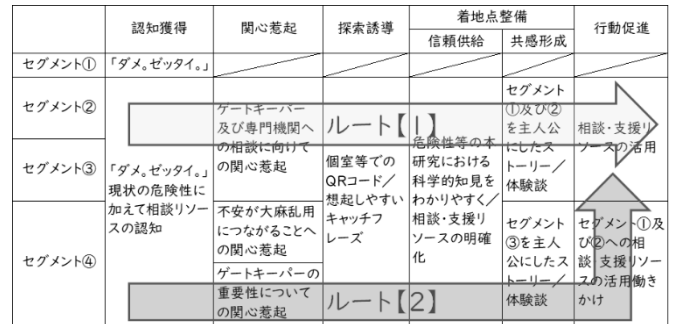 認知獲得
関心惹起
探索誘導
着地点整備
信頼供給
共感形成
行動促進
セグメント①
「ダメ。ゼッタイ。」
セグメント②
セグメント③
セグメント④
「ダメ。ゼッタイ。」
現状の危険性に
加えて相談リソー
スの認知
ゲートキーパー
及び専門機関へ
の相談に向けて
の関心惹起
不安が大麻乱用
につながることへ
の関心惹起
ゲートキーパーの
重要性について
の関心惹起
個室等での
QRコード/
想起しやすい
キャッチフ
レーズ
危険性等の本
研究における
科学的知見を
わかりやすく/
相談・支援リ
ソースの明確
化
セグメント
①及び②
を主人公
にしたス
トーリー/
体験談
セグメント
③を主人
公にしたス
トーリー/
体験談
相談・支援リ
ソースの活用
セグメント①及
び②への相
談・支援リソー
スの活用働き
かけ
ルート【1】
ルート【2】